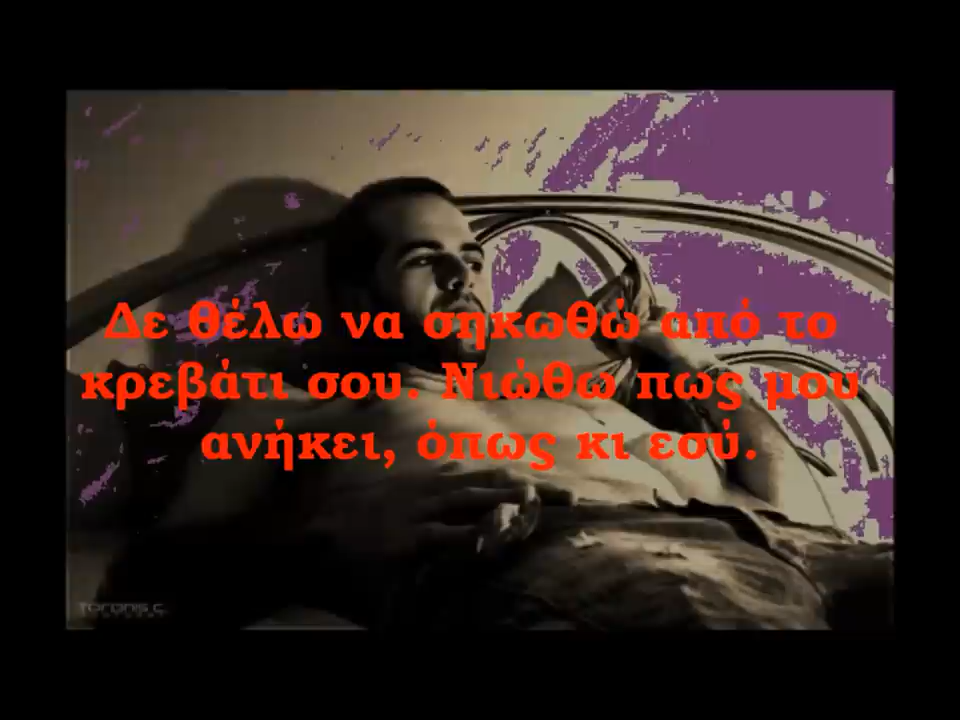 Δε θέλω να σηκωθώ από το
κρεβάτι σου. Νιώθω πως μου
ανήκει, όπως κι εσύ.